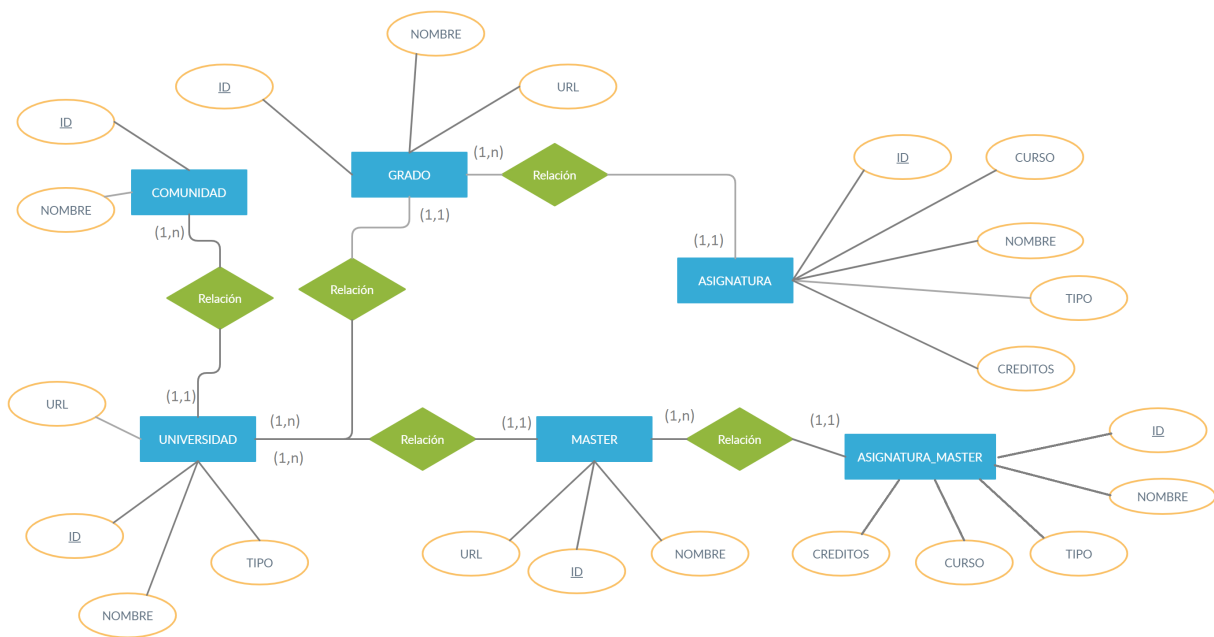 NOMBRE
ID
URL
ID
(1,n)
ID
CURSO
GRADO
Relación
COMUNIDAD
NOMBRE
(1,1)
(1,n)
NOMBRE
(1,1)
ASIGNATURA
Relación
Relación
TIPO
CREDITOS
(1,1)
URL
(1,n)
(1,1)
(1,n)
(1,1)
UNIVERSIDAD
Relación
MASTER
Relación
ID
(1,n)
ASIGNATURA_MASTER
NOMBRE
ID
TIPO
URL
ID
NOMBRE
CREDITOS
CURSO
TIPO
NOMBRE